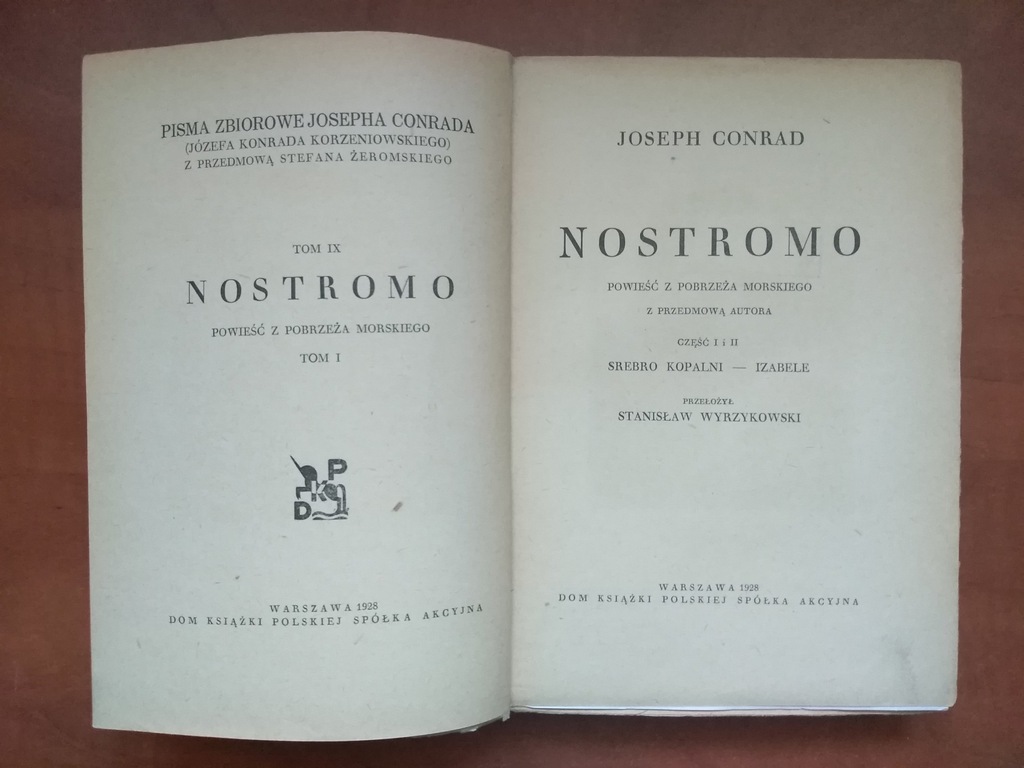 PISMA ZBIOROWE JOSEPHA CONRADA
(JÓZEFA KONRADA KORZENIOWSKIEGO)
Z PRZEDMOWĄ STEFANA ŻEROMSKIEGO
TOM IX
NOSTROMO
POWIEŚĆ Z POBRZEŻA MORSKIEGO
TOM I
P
K
D
WARSZAWA 1928
DOM KSIĄŻKI POLSKIEJ SPÓŁKA AKCYJNA
JOSEPH CONRAD
NOSTROMO
POWIEŚĆ Z POBRZEŻA MORSKIEGO
Z PRZEDMOWĄ AUTORA
CZĘŚĆ I i II
SREBRO KOPALNI — IZABELE
PRZEŁOŻYŁ
STANISŁAW WYRZYKOWSKI
WARSZAWA 1928
DOM KSIĄŻKI POLSKIEJ SPÓŁKA AKCYJNA